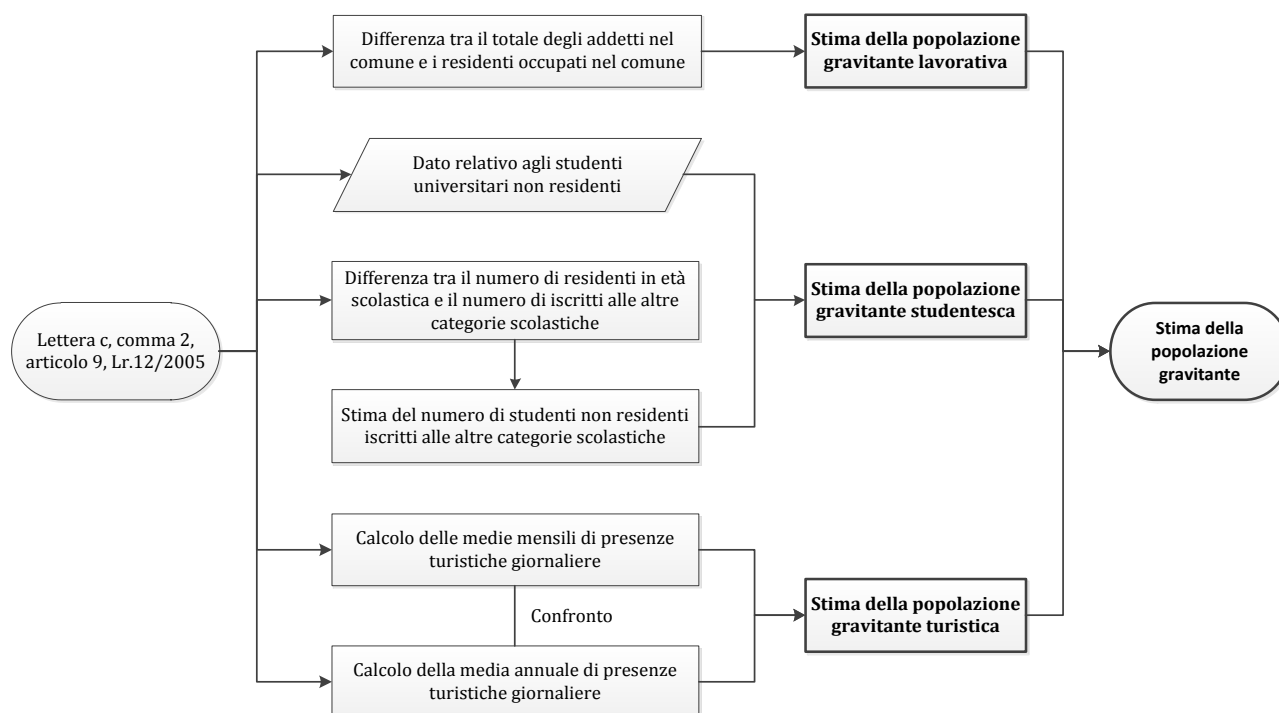 Differenza tra il totale degli addetti nel
comune e i residenti occupati nel comune
Stima della popolazione
gravitante lavorativa
Dato relativo agli studenti
universitari non residenti
Differenza tra il numero di residenti in età
scolastica e il numero di iscritti alle altre
categorie scolastiche
Stima della popolazione
gravitante studentesca
Lettera c, comma 2,
articolo 9, Lr.12/2005
Stima della
popolazione
gravitante
Stima del numero di studenti non residenti
iscritti alle altre categorie scolastiche
Calcolo delle medie mensili di presenze
turistiche giornaliere
Confronto
Stima della popolazione
gravitante turistica
Calcolo della media annuale di presenze
turistiche giornaliere